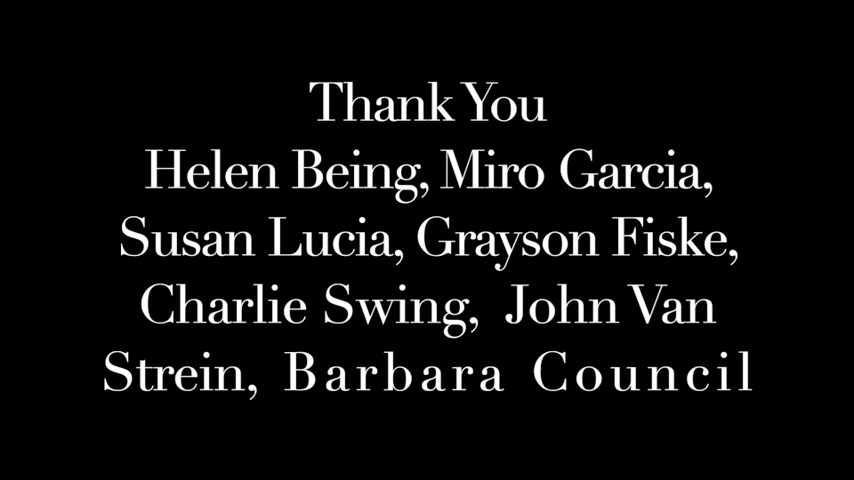 Thank You
Helen Being, Miro Garcia,
Susan Lucia, Grayson Fiske,
Charlie Swing, John Van
Strein, Barbara Council